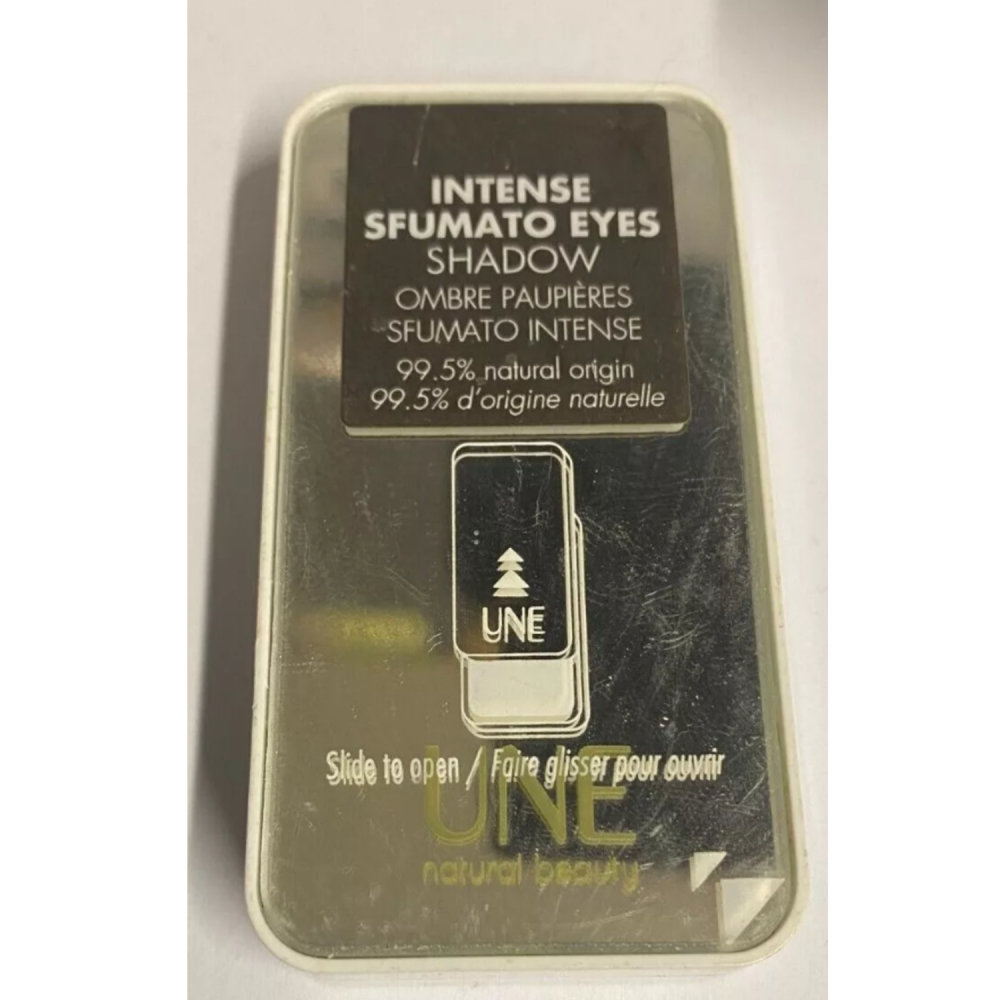 INTENSE
SFUMATO EYES
SHADOW
OMBRE PAUPIÈRES
SFUMATO INTENSE
99.5% natural origin
99.5% d'origine naturelle
UNE
Slide to open / Faire glisser pour ouvrir
UNE
natural beauty